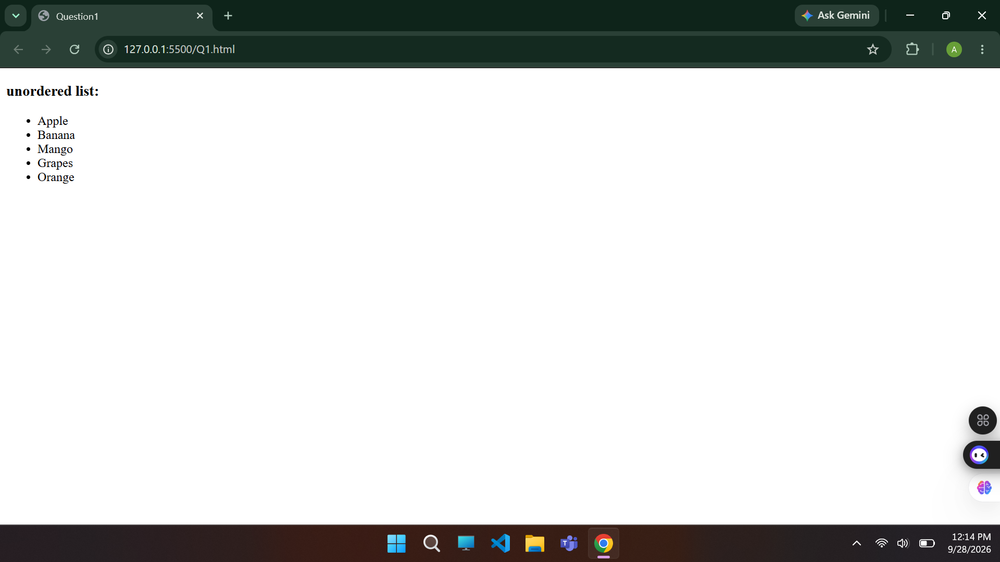 Question1
Ask Gemini
127.0.0.1:5500/Q1.html
A
unordered list:
Apple
Banana
Mango
Grapes
Orange
T
12:14 PM
9/28/2026